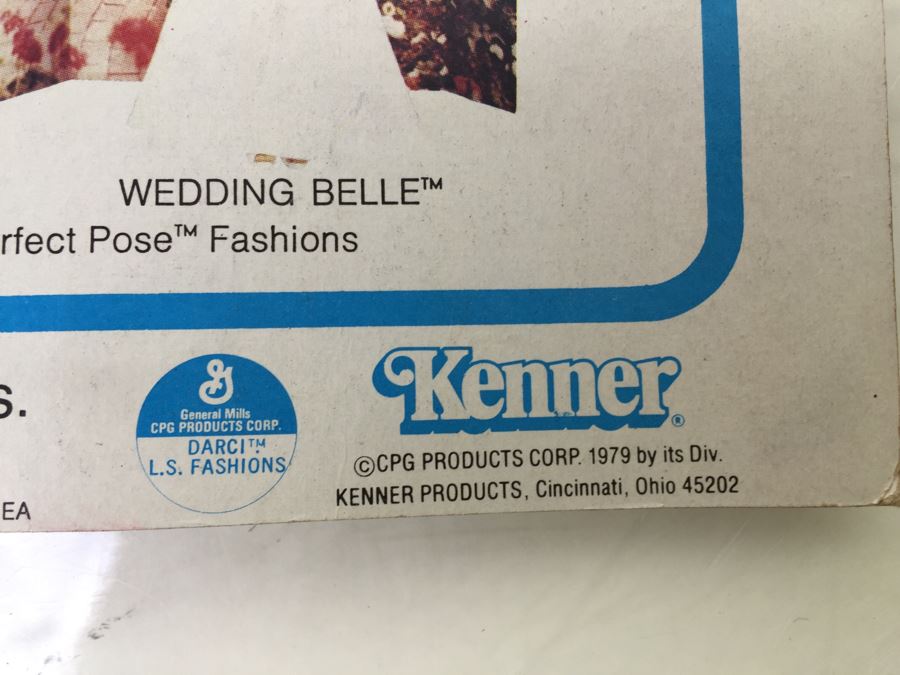 WEDDING BELLE™
rfect Pose™ Fashions
S.
EA
G
General Mills
CPG PRODUCTS CORP.
DARCI™
L.S. FASHIONS
Kenner®
©CPG PRODUCTS CORP. 1979 by its Div.
KENNER PRODUCTS, Cincinnati, Ohio 45202